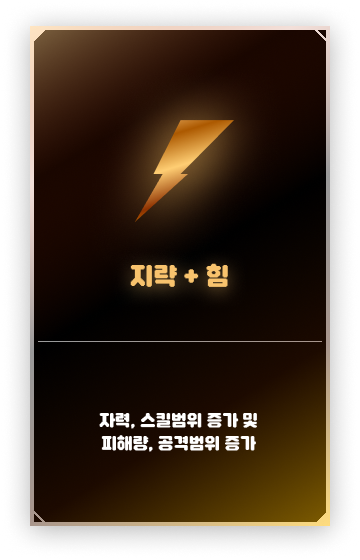 지략 + 힘
자력, 스킬범위 증가 및
피해량, 공격범위 증가